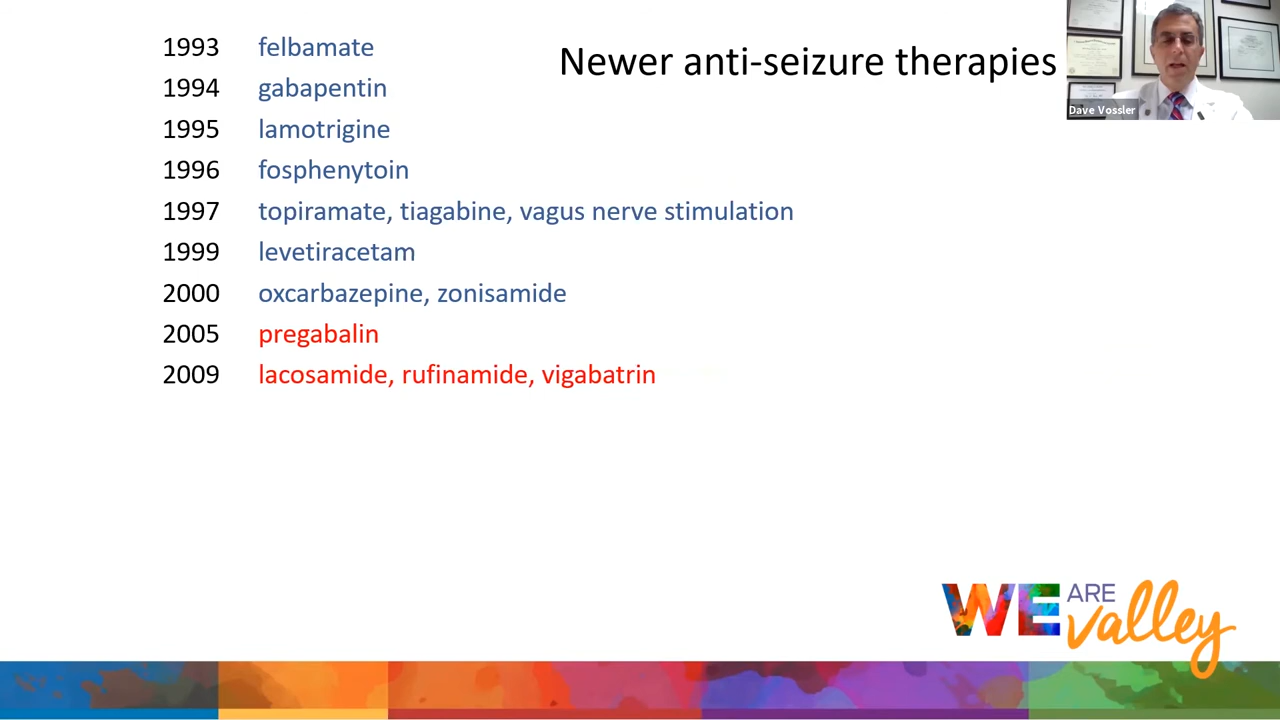 Newer anti-seizure therapies
1993 felbamate
1994 gabapentin
1995 lamotrigine
1996 fosphenytoin
1997 topiramate, tiagabine, vagus nerve stimulation
1999 levetiracetam
2000 oxcarbazepine, zonisamide
2005 pregabalin
2009 lacosamide, rufinamide, vigabatrin
Dave Vossler
WE ARE valley